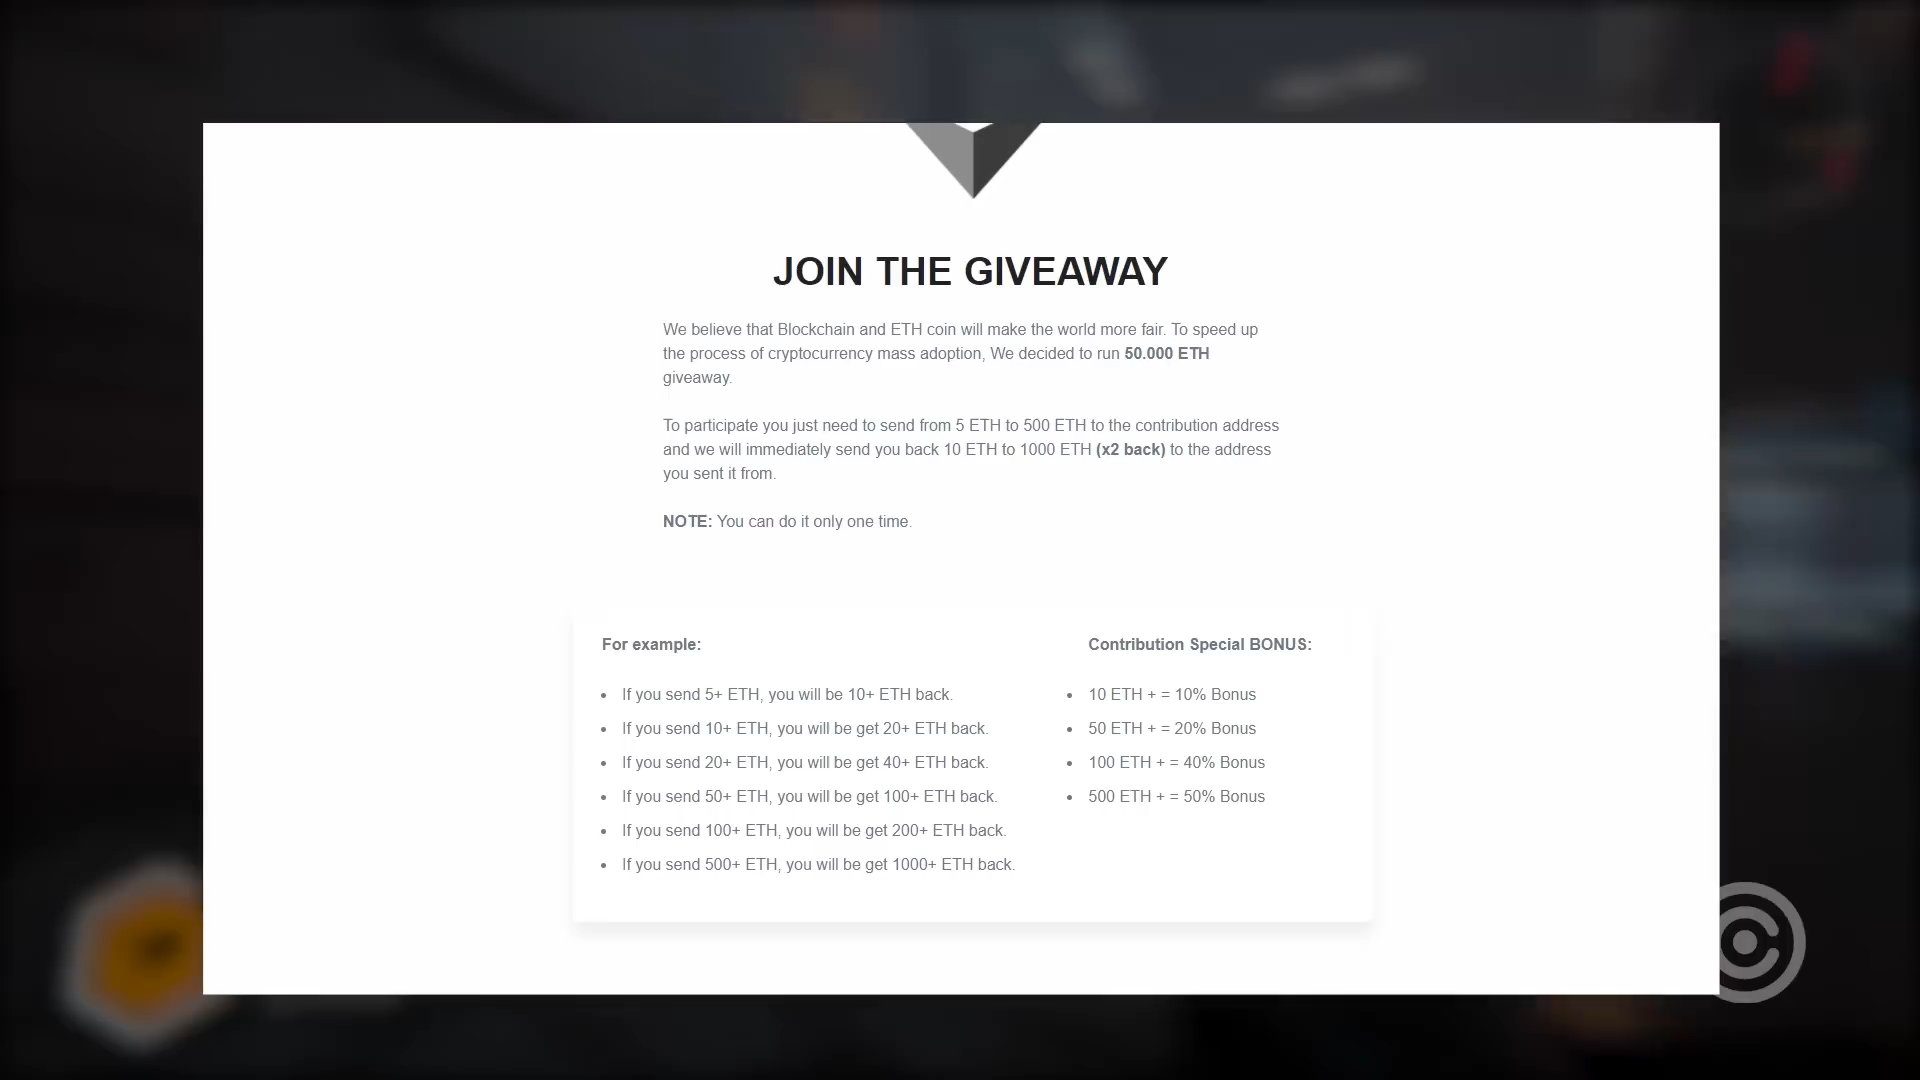 JOIN THE GIVEAWAY
We believe that Blockchain and ETH coin will make the world more fair. To speed up
the process of cryptocurrency mass adoption, We decided to run 50.000 ETH
giveaway.
To participate you just need to send from 5 ETH to 500 ETH to the contribution address
and we will immediately send you back 10 ETH to 1000 ETH (x2 back) to the address
you sent it from.
NOTE: You can do it only one time.
For example:
• If you send 5+ ETH, you will be 10+ ETH back.
• If you send 10+ ETH, you will be get 20+ ETH back.
• If you send 20+ ETH, you will be get 40+ ETH back.
• If you send 50+ ETH, you will be get 100+ ETH back.
• If you send 100+ ETH, you will be get 200+ ETH back.
• If you send 500+ ETH, you will be get 1000+ ETH back.
Contribution Special BONUS:
• 10 ETH + = 10% Bonus
• 50 ETH + = 20% Bonus
• 100 ETH + = 40% Bonus
• 500 ETH + = 50% Bonus